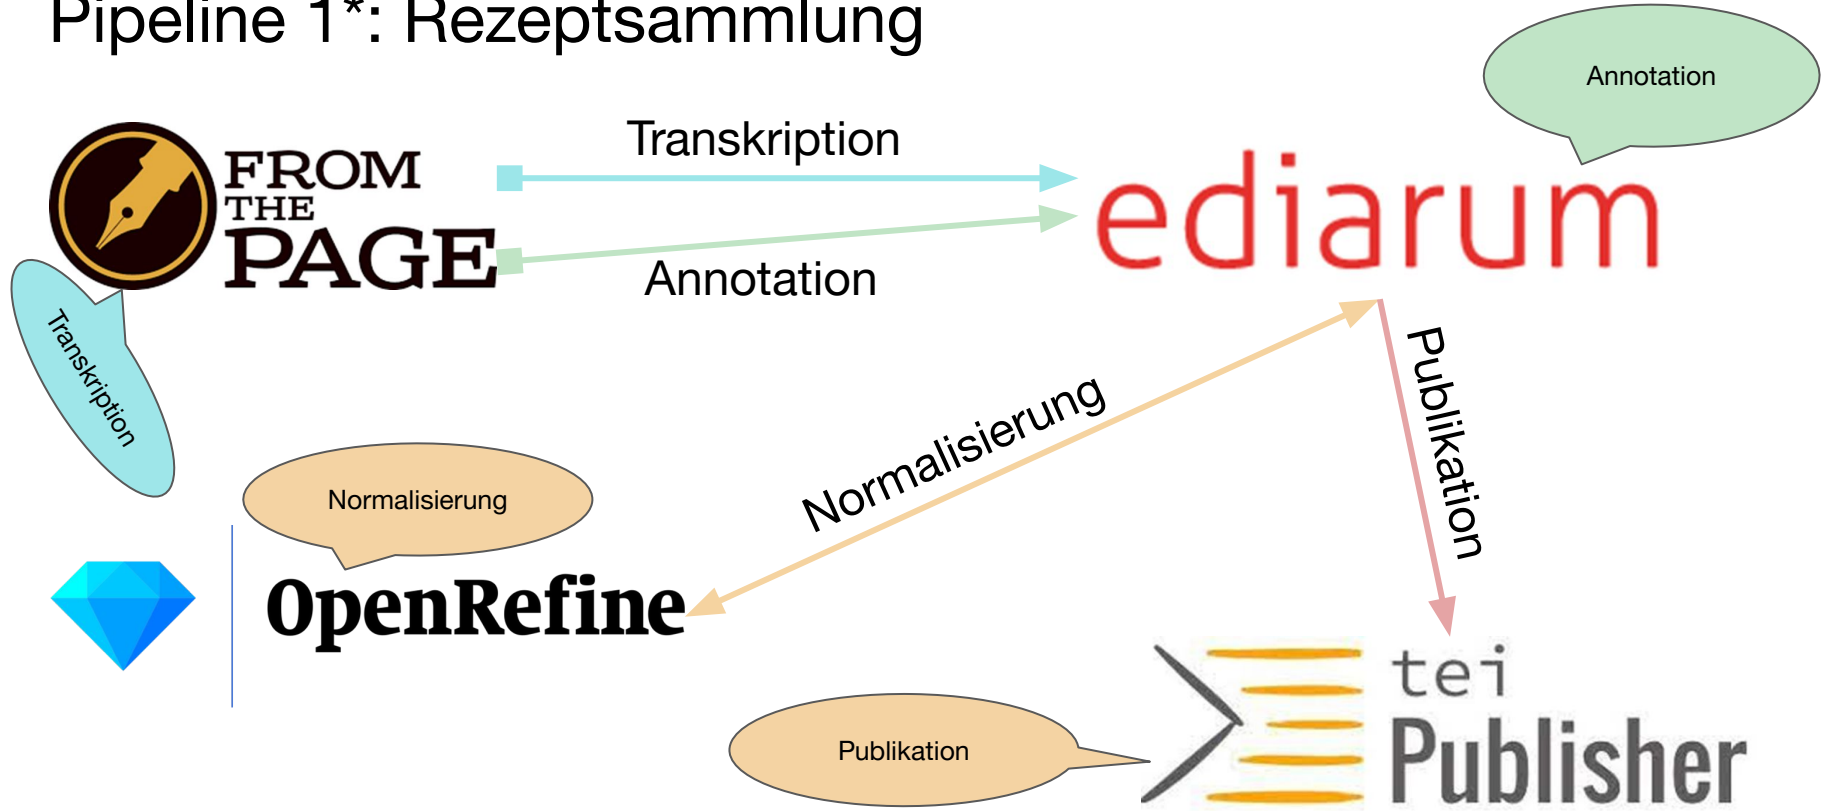 Pipeline 1*: Rezeptsammlung
Annotation
FROM
THE
PAGE
Transkription
Annotation
ediarum
Transkription
Normalisierung
Publikation
Normalisierung
OpenRefine
Publikation
tei
Publisher